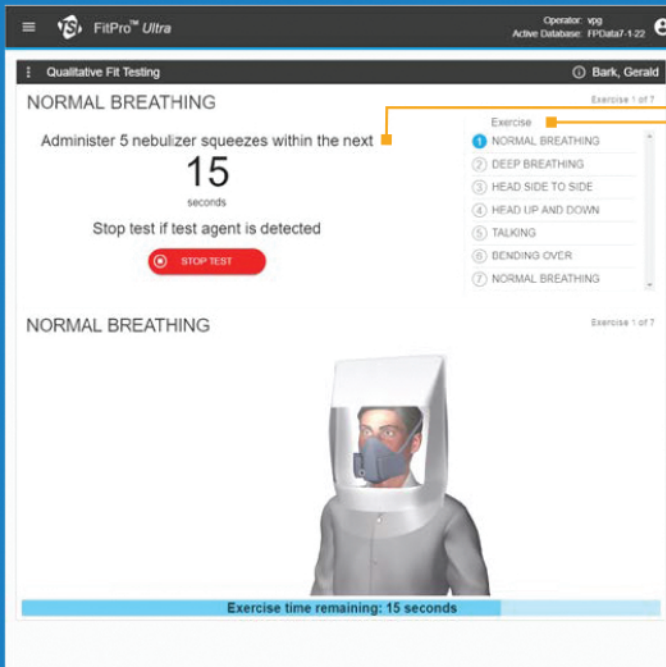 TSI FitPro™ Ultra
Operator: vpg
Active Database: FPData7-1-22
Qualitative Fit Testing
Bark, Gerald
NORMAL BREATHING
Exercise 1 of 7
Administer 5 nebulizer squeezes within the next
15
seconds
Stop test if test agent is detected
STOP TEST
Exercise
1 NORMAL BREATHING
2 DEEP BREATHING
3 HEAD SIDE TO SIDE
4 HEAD UP AND DOWN
5 TALKING
6 BENDING OVER
7 NORMAL BREATHING
NORMAL BREATHING
Exercise 1 of 7
Exercise time remaining: 15 seconds